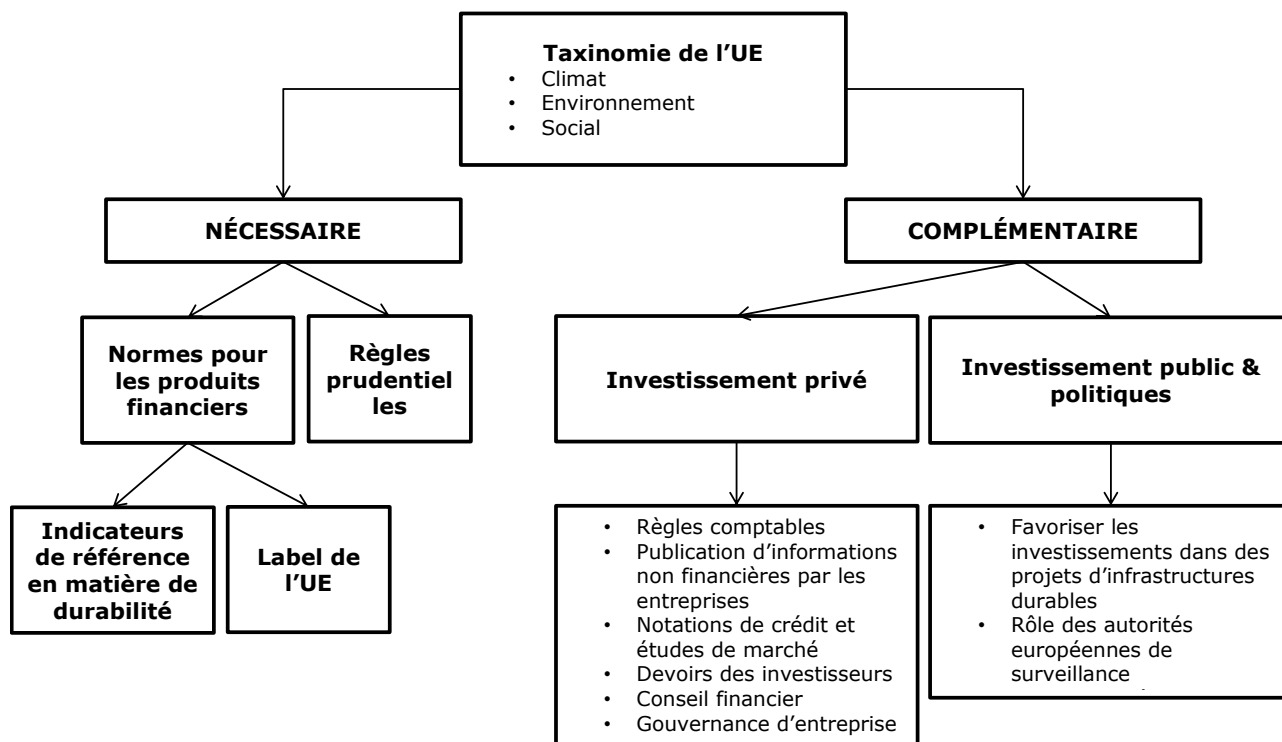 Taxinomie de l’UE
• Climat
• Environnement
• Social
NÉCESSAIRE
COMPLÉMENTAIRE
Normes pour
les produits
financiers
Règles
prudentiel
les
Investissement privé
Investissement public &
politiques
Indicateurs
de référence
en matière de
durabilité
Label de
l’UE
• Règles comptables
• Publication d’informations
non financières par les
entreprises
• Notations de crédit et
études de marché
• Devoirs des investisseurs
• Conseil financier
• Gouvernance d’entreprise
• Favoriser les
investissements dans des
projets d’infrastructures
durables
• Rôle des autorités
européennes de
surveillance